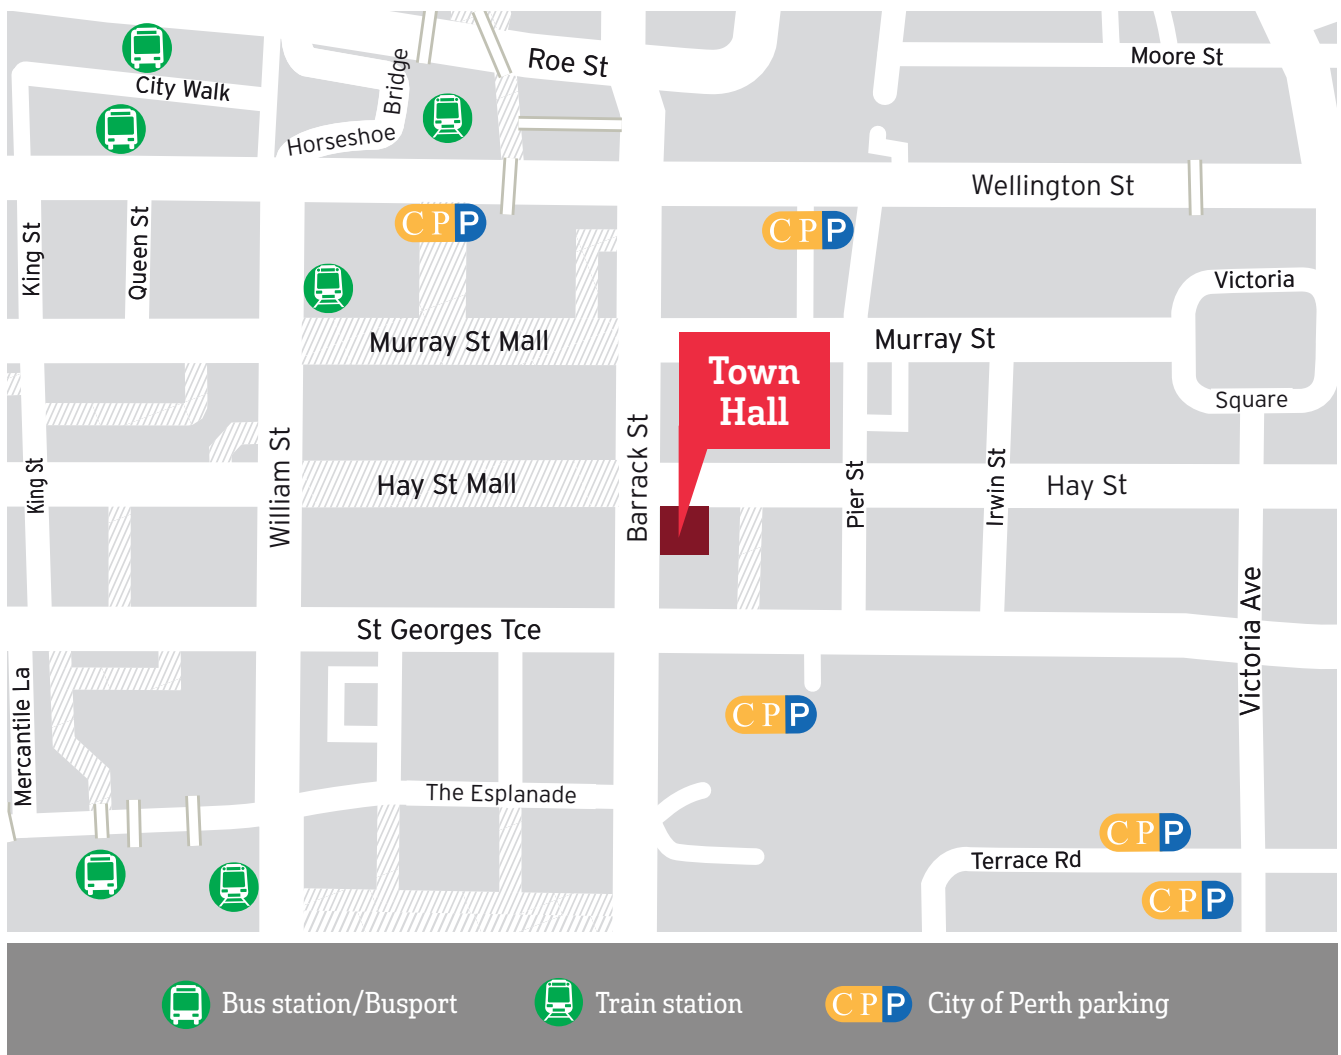 Roe St
Moore St
City Walk
Bridge
Horseshoe
Wellington St
King St
Queen St
CPP
CPP
Victoria
Murray St Mall
Murray St
Town
Hall
Square
King St
William St
Hay St Mall
Barrack St
Pier St
Irwin St
Hay St
St Georges Tce
Victoria Ave
Mercantile La
CPP
The Esplanade
CPP
Terrace Rd
CPP
Bus station/Busport
Train station
CPP
City of Perth parking